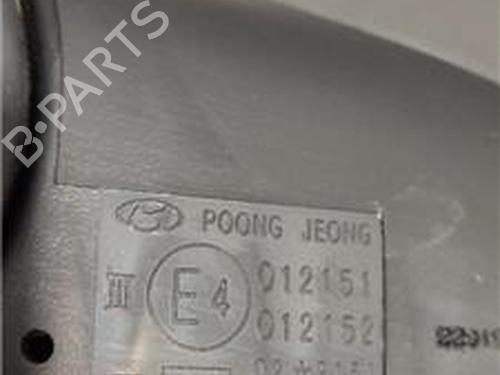 B-PARTS
POONG JEONG
III E4 012151
012152